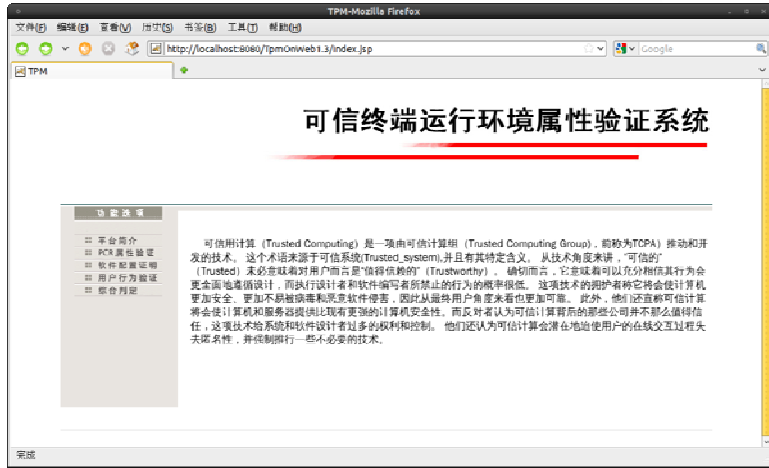 TPM-Mozilla Firefox
文件(F) 编辑(E) 查看(V) 历史(S) 书签(B) 工具(T) 帮助(H)
http://localhost:8080/TpmOnWeb1.3/index.jsp
Google
TPM
可信终端运行环境属性验证系统
功能选项
平台简介
PCR属性验证
软件配置证明
用户行为验证
综合判定
可信用计算 (Trusted Computing) 是一项由可信计算组 (Trusted Computing Group)，前称为TCPA) 推动和开
发的技术。 这个术语来源于可信系统(Trusted_system),并且有其特定含义。 从技术角度来讲，"可信的"
(Trusted) 未必意味着对用户而言是"值得信赖的" (Trustworthy) 。 确切而言，它意味着可以充分相信其行为会
更全面地遵循设计，而执行设计者和软件编写者所禁止的行为的概率很低。 这项技术的拥护者称它将会使计算机
更加安全、更加不易被病毒和恶意软件侵害，因此从最终用户角度来看也更加可靠。 此外，他们还宣称可信计算
将会使计算机和服务器提供比现有更强的计算机安全性。而反对者认为可信计算背后的那些公司并不那么值得信
任，这项技术给系统和软件设计者过多的权利和控制。 他们还认为可信计算会潜在地迫使用户的在线交互过程失
去匿名性，并强制推行一些不必要的技术。
完成